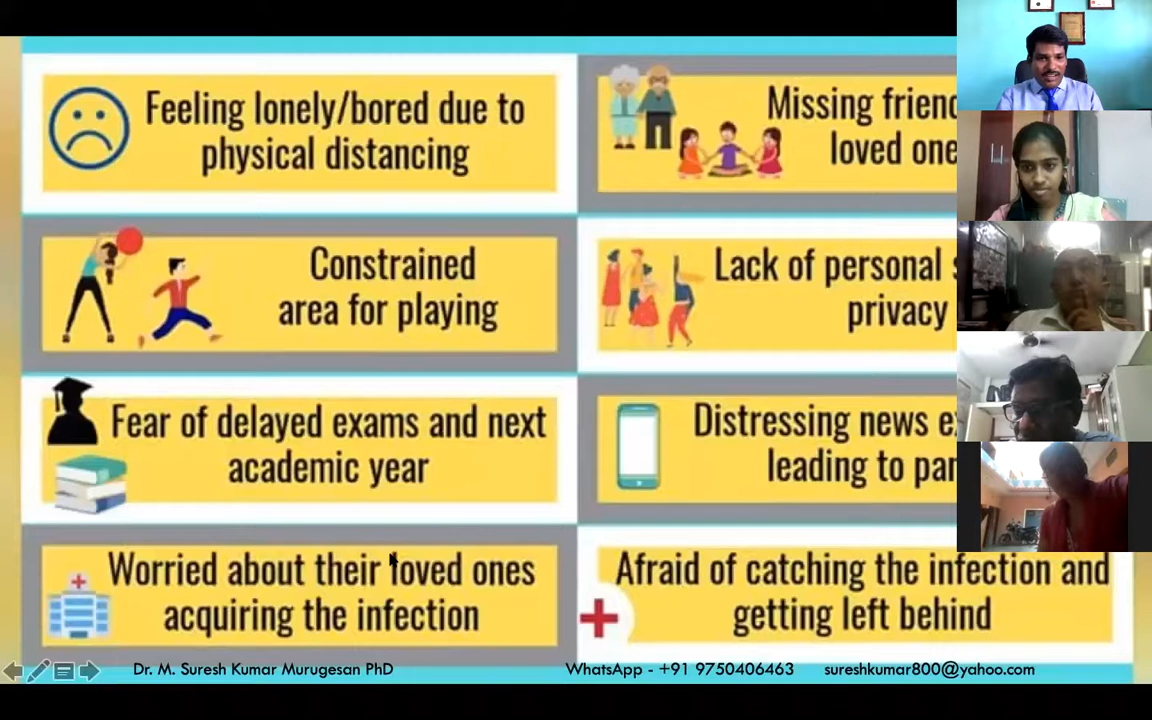 Feeling lonely/bored due to
physical distancing
Missing
loved
Constrained
area for playing
Lack of personal
privacy
Fear of delayed exams and next
academic year
Distressing news
leading to
Worried about their loved ones
acquiring the infection
Afraid of catching the infection and
getting left behind
Dr. M. Suresh Kumar Murugesan PhD
WhatsApp - +91 9750406463
sureshkumar800@yahoo.com